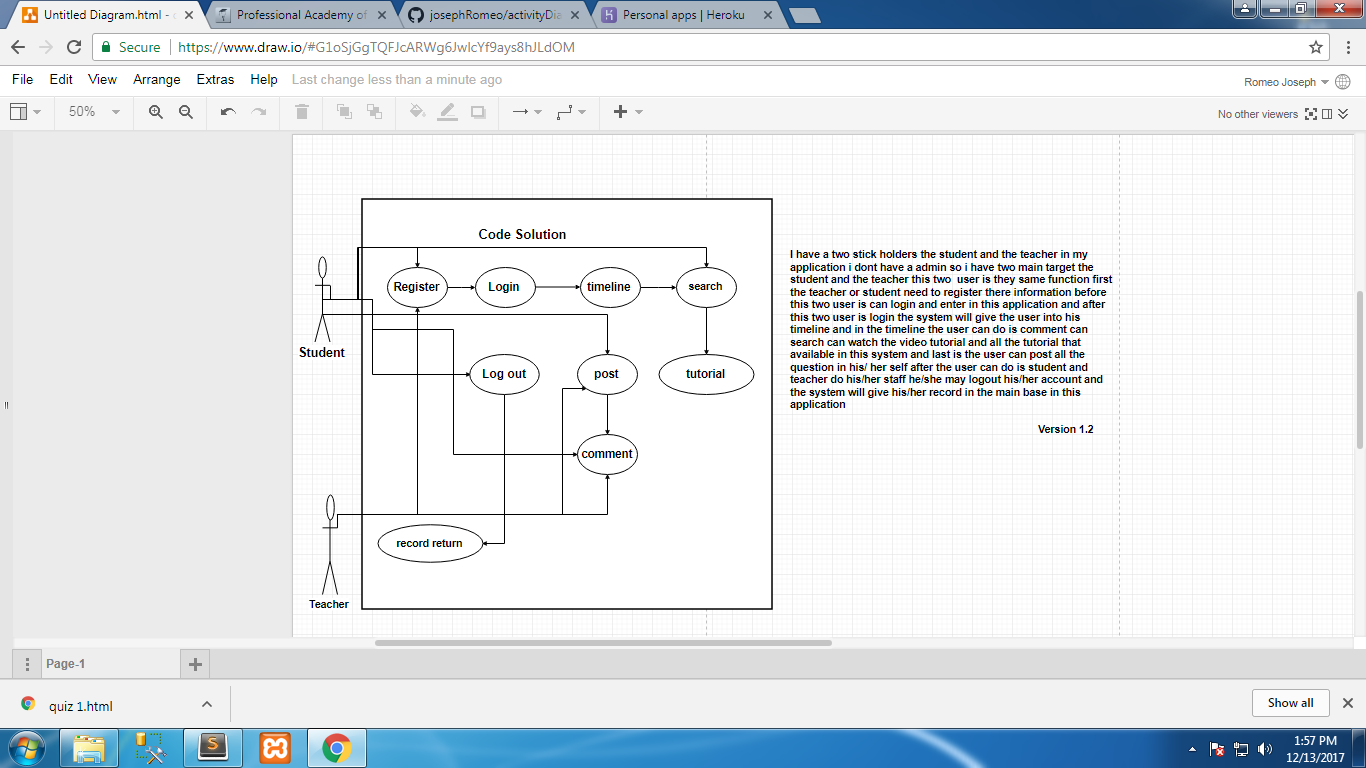 Untitled Diagram.html - d
Professional Academy of
josephRomeo/activityDia
Personal apps | Heroku
Secure
https://www.draw.io/#G1oSjGgTQFJcARWg6JwlcYf9ays8hJLdOM
File Edit View Arrange Extras Help Last change less than a minute ago
Romeo Joseph
50%
No other viewers
Code Solution
Register
Login
timeline
search
Student
Log out
post
tutorial
comment
record return
Teacher
I have a two stick holders the student and the teacher in my
application i dont have a admin so i have two main target the
student and the teacher this two user is they same function first
the teacher or student need to register there information before
this two user is can login and enter in this application and after
this two user is login the system will give the user into his
timeline and in the timeline the user can do is comment can
search can watch the video tutorial and all the tutorial that
available in this system and last is the user can post all the
question in his/ her self after the user can do is student and
teacher do his/her staff he/she may logout his/her account and
the system will give his/her record in the main base in this
application
Version 1.2
Page-1
quiz 1.html
Show all
1:57 PM
12/13/2017